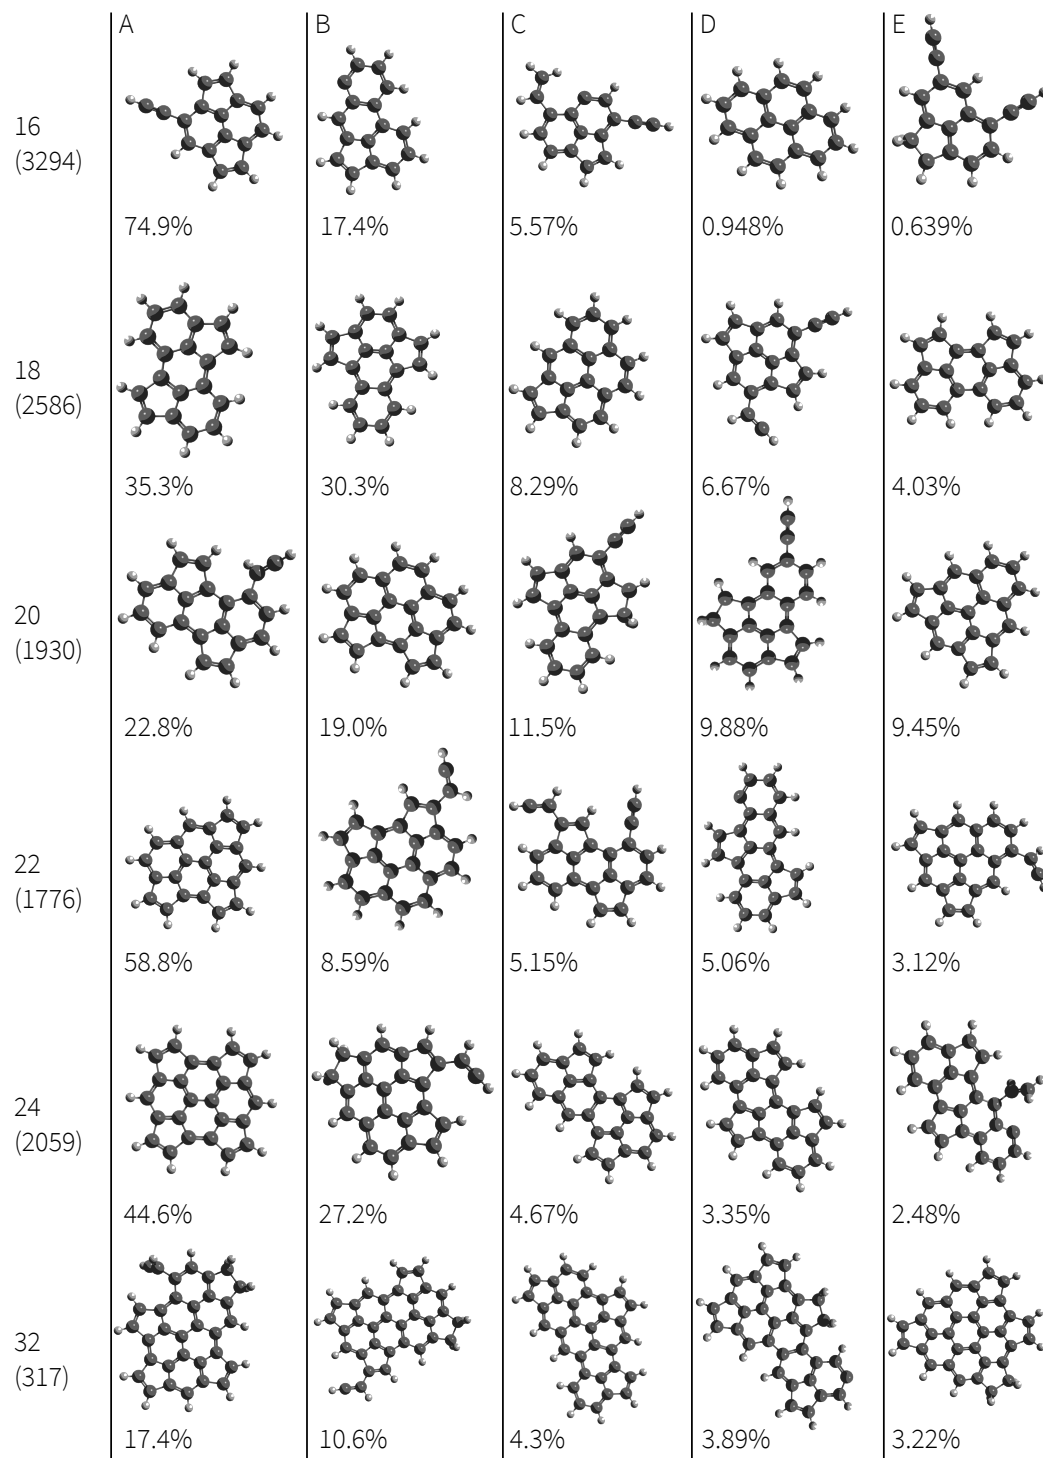 A B C D E
16
(3294)
74.9% 17.4% 5.57% 0.948% 0.639%
18
(2586)
35.3% 30.3% 8.29% 6.67% 4.03%
20
(1930)
22.8% 19.0% 11.5% 9.88% 9.45%
22
(1776)
58.8% 8.59% 5.15% 5.06% 3.12%
24
(2059)
44.6% 27.2% 4.67% 3.35% 2.48%
32
(317)
17.4% 10.6% 4.3% 3.89% 3.22%